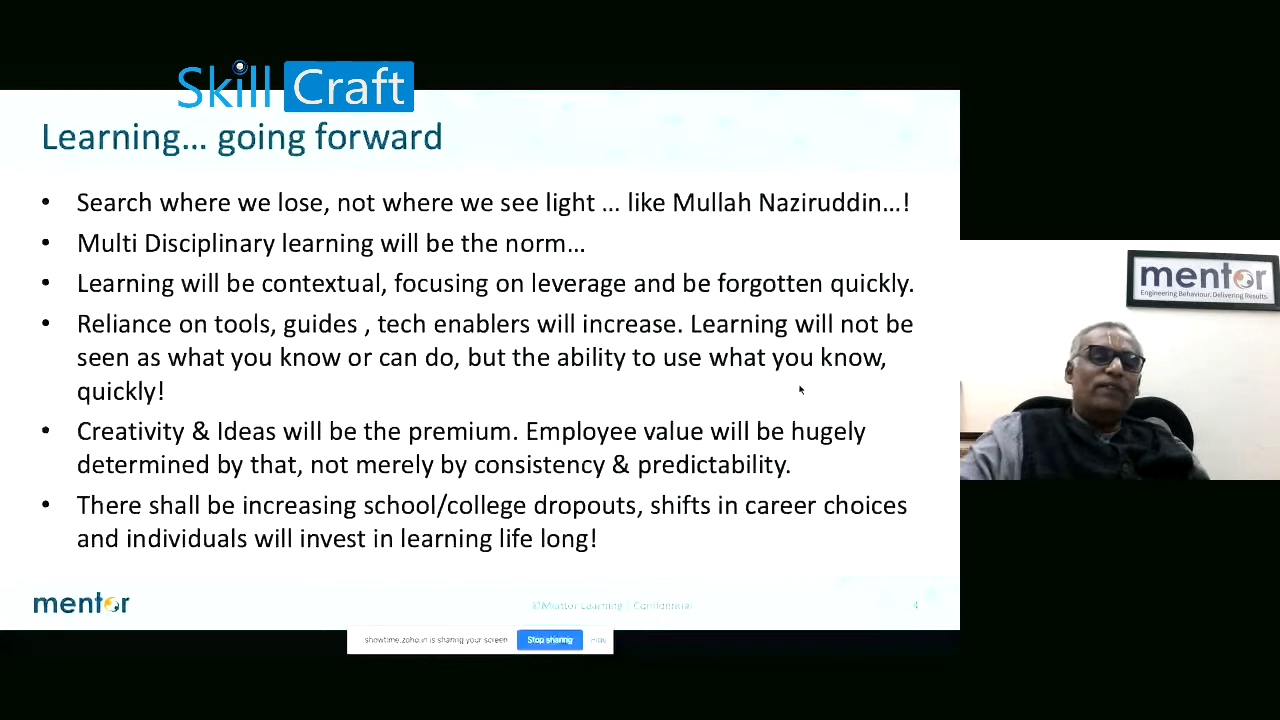 Skill Craft
Learning... going forward
• Search where we lose, not where we see light ... like Mullah Naziruddin...!
• Multi Disciplinary learning will be the norm...
• Learning will be contextual, focusing on leverage and be forgotten quickly.
• Reliance on tools, guides , tech enablers will increase. Learning will not be
seen as what you know or can do, but the ability to use what you know,
quickly!
• Creativity & Ideas will be the premium. Employee value will be hugely
determined by that, not merely by consistency & predictability.
• There shall be increasing school/college dropouts, shifts in career choices
and individuals will invest in learning life long!
mentor
©Mentor Learning | Confidential
4
showtime.zoho.in is sharing your screen
Stop sharing
Hide
mentor
Engineering Behaviour. Delivering Results.